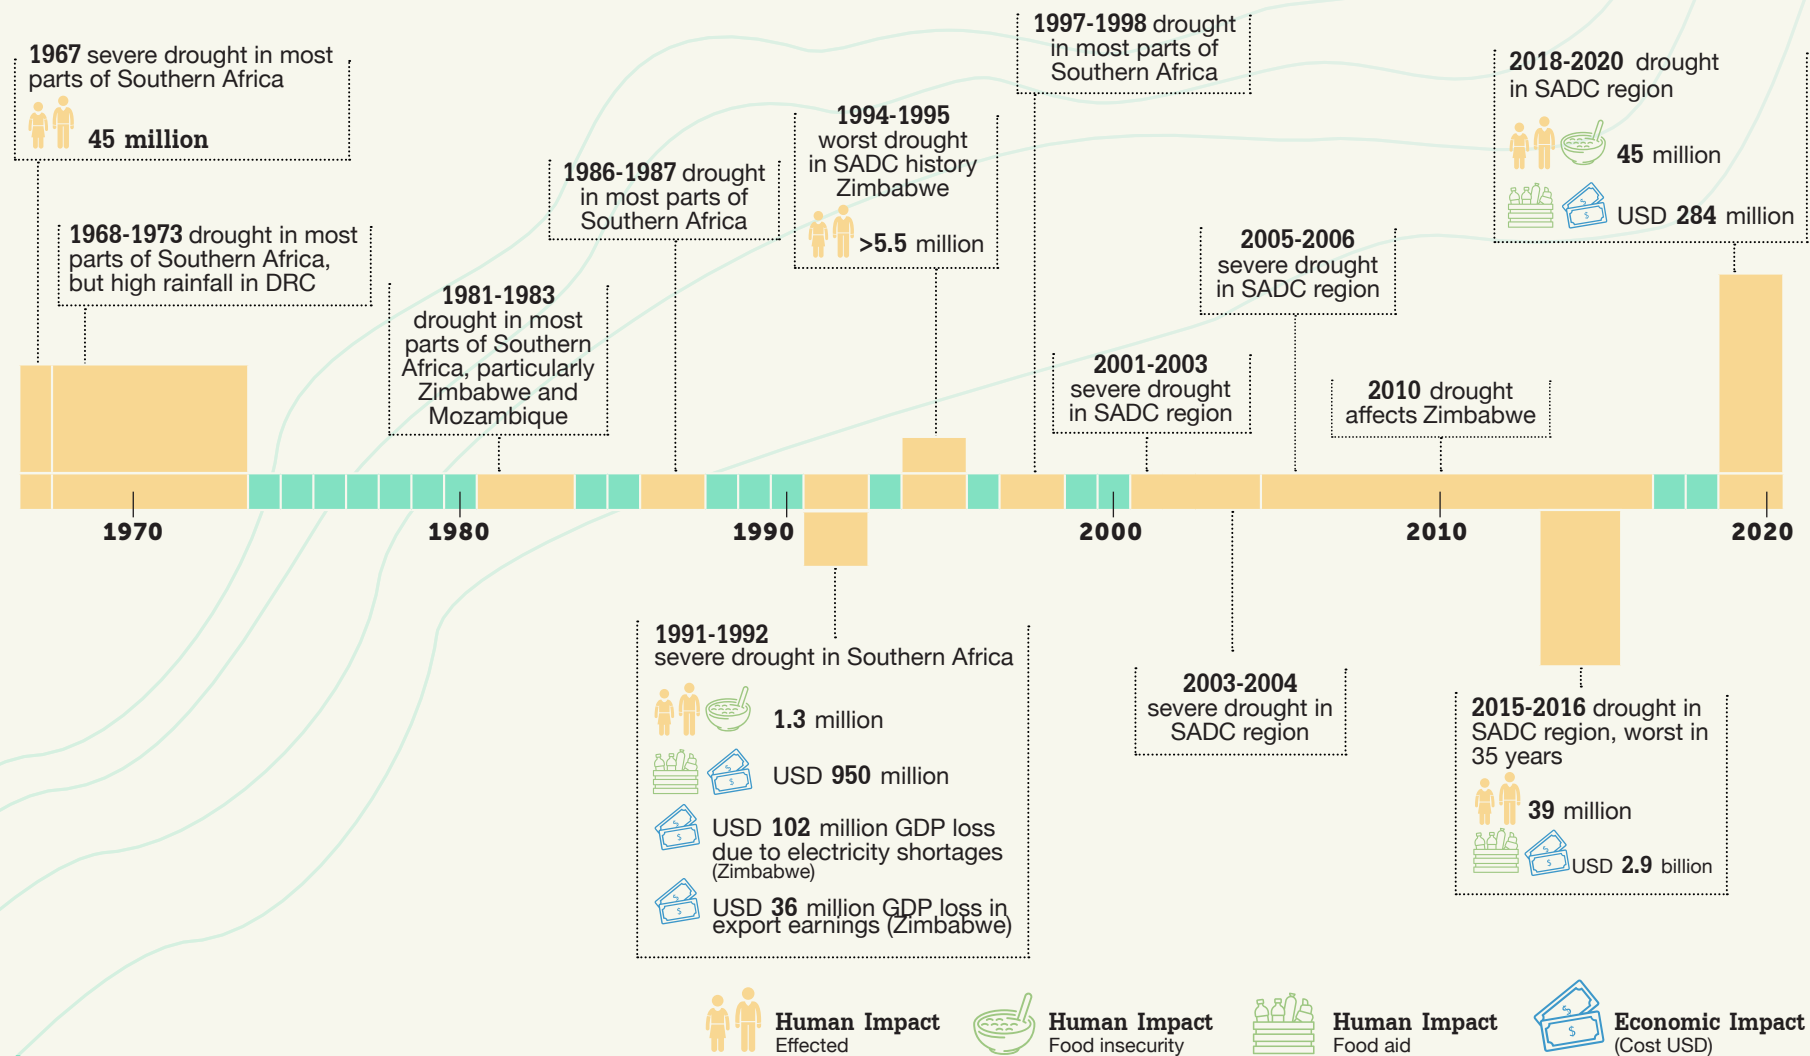 1967 severe drought in most
parts of Southern Africa
45 million
1968-1973 drought in most
parts of Southern Africa,
but high rainfall in DRC
1981-1983
drought in most
parts of Southern
Africa, particularly
Zimbabwe and
Mozambique
1986-1987 drought
in most parts of
Southern Africa
1994-1995
worst drought
in SADC history
Zimbabwe
>5.5 million
1997-1998 drought
in most parts of
Southern Africa
2001-2003
severe drought
in SADC region
2005-2006
severe drought
in SADC region
2010 drought
affects Zimbabwe
2018-2020 drought
in SADC region
45 million
USD 284 million
1970
1980
1990
2000
2010
2020
1991-1992
severe drought in Southern Africa
1.3 million
USD 950 million
USD 102 million GDP loss
due to electricity shortages
(Zimbabwe)
USD 36 million GDP loss in
export earnings (Zimbabwe)
2003-2004
severe drought in
SADC region
2015-2016 drought in
SADC region, worst in
35 years
39 million
USD 2.9 billion
Human Impact
Effected
Human Impact
Food insecurity
Human Impact
Food aid
Economic Impact
(Cost USD)